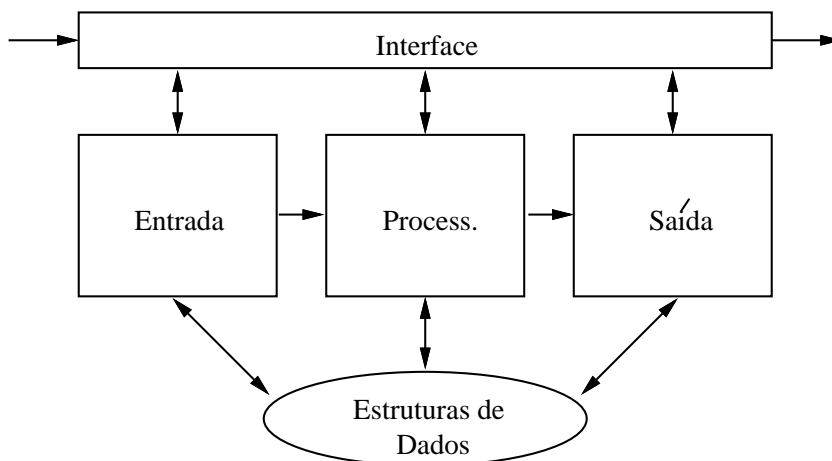 Interface
Entrada
Process.
Saída
Estruturas de
Dados